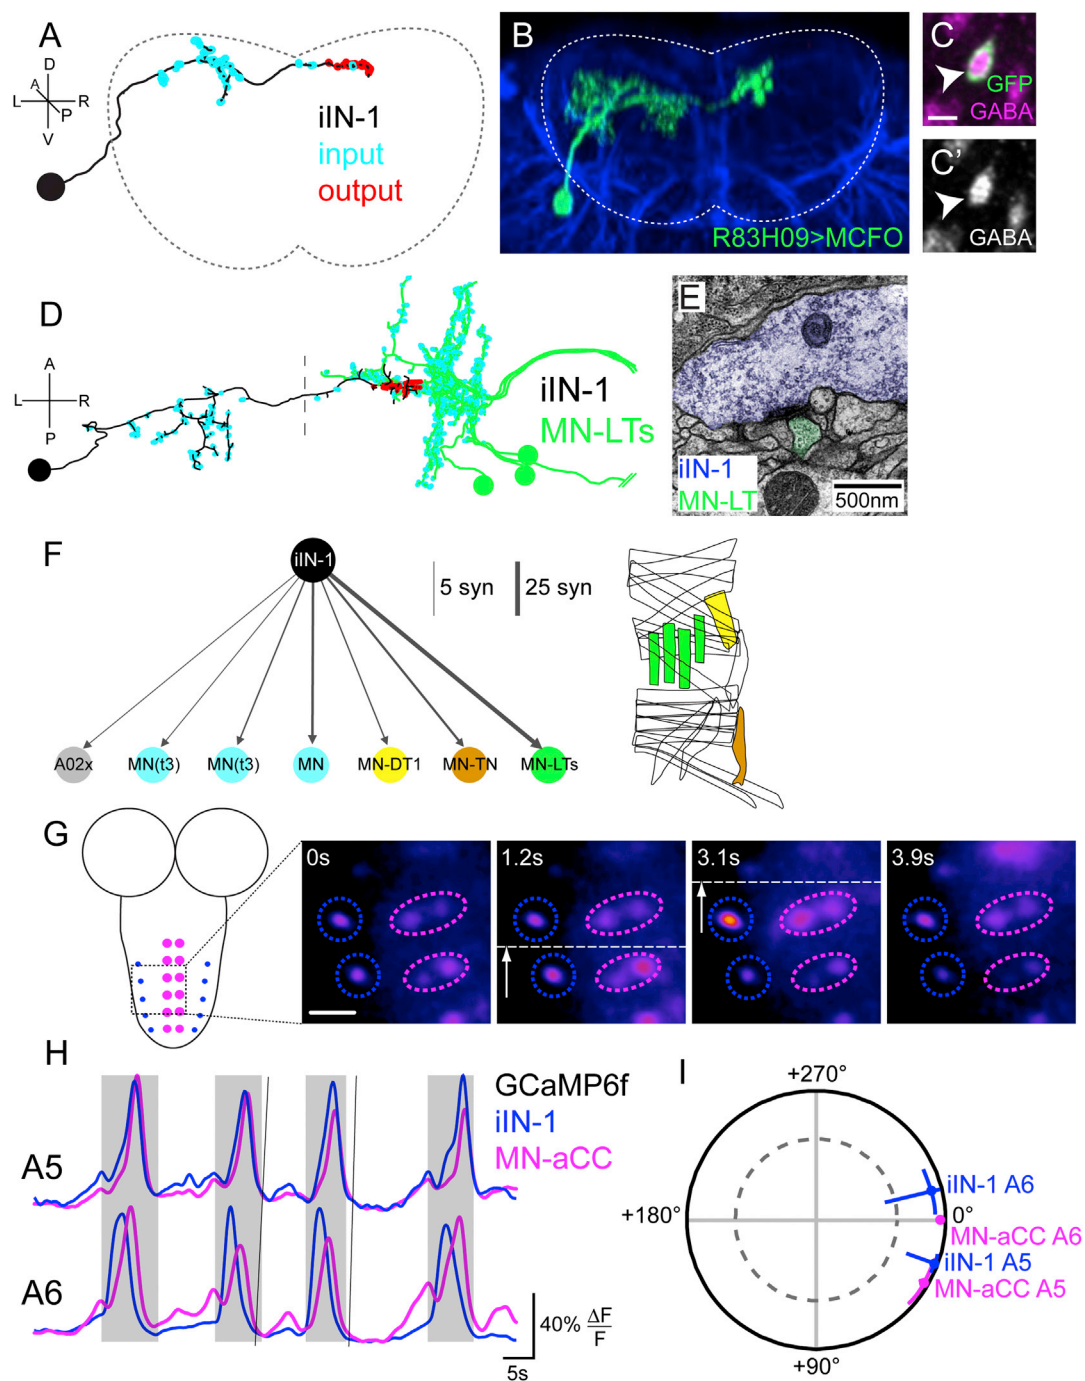 A
D
A
L
R
P
V
iIN-1
input
output
B
R83H09>MCFO
C
GFP
GABA
C'
GABA
D
A
L
R
P
iIN-1
MN-LTs
E
iIN-1
MN-LT
500nm
F
iIN-1
5 syn
25 syn
A02x
MN(t3)
MN(t3)
MN
MN-DT1
MN-TN
MN-LTs
G
0s
1.2s
3.1s
3.9s
H
GCaMP6f
iIN-1
MN-aCC
A5
A6
40% ΔF
F
5s
I
+270°
iIN-1 A6
+180°
0°
MN-aCC A6
iIN-1 A5
MN-aCC A5
+90°